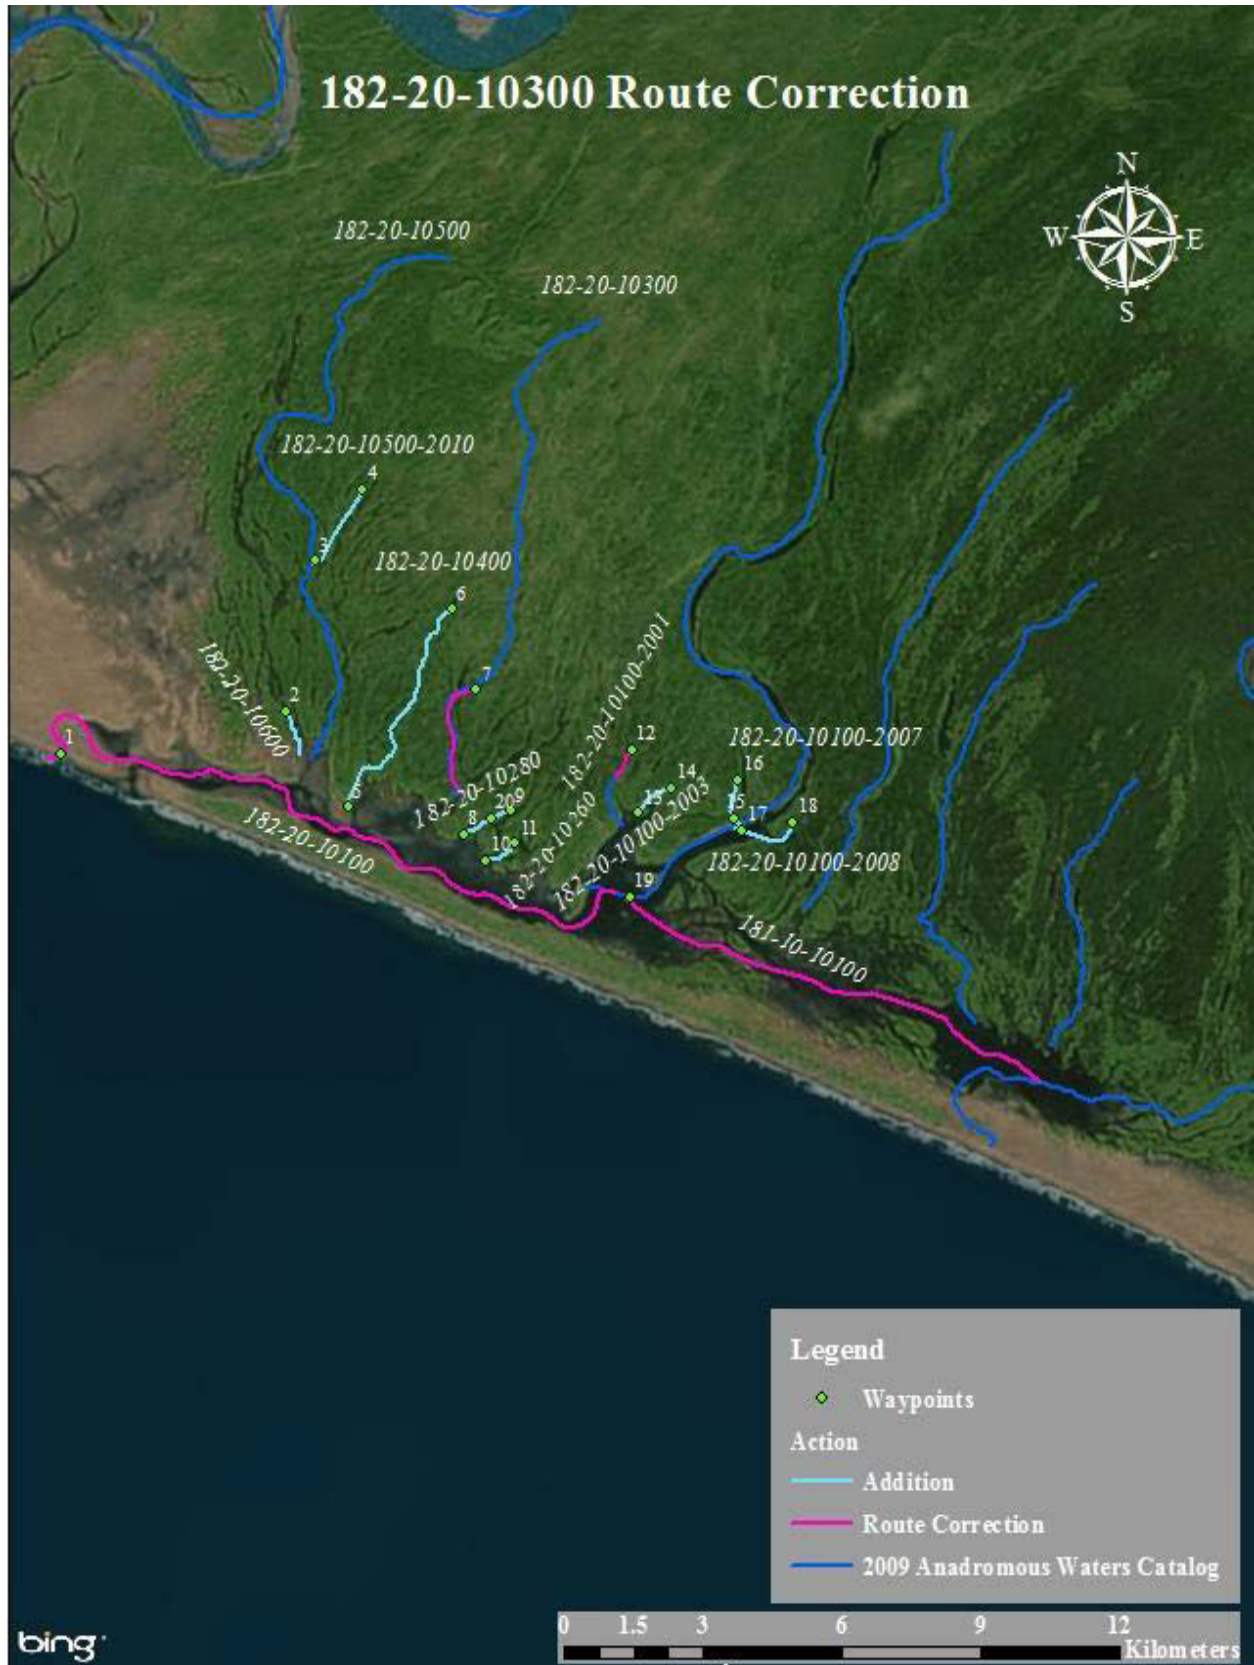 182-20-10300 Route Correction
N
W
E
S
182-20-10500
182-20-10300
182-20-10500-2010
4
3
182-20-10400
6
182-20-10600
2
7
182-20-10100-2001
1
12
182-20-10100-2007
16
14
13
15
17
18
5
182-20-10280
8
20
9
11
10
182-20-10260
182-20-10100-2003
182-20-10100-2008
182-20-10100
19
181-10-10100
Legend
Waypoints
Action
Addition
Route Correction
2009 Anadromous Waters Catalog
0 1.5 3 6 9 12
Kilometers
bing